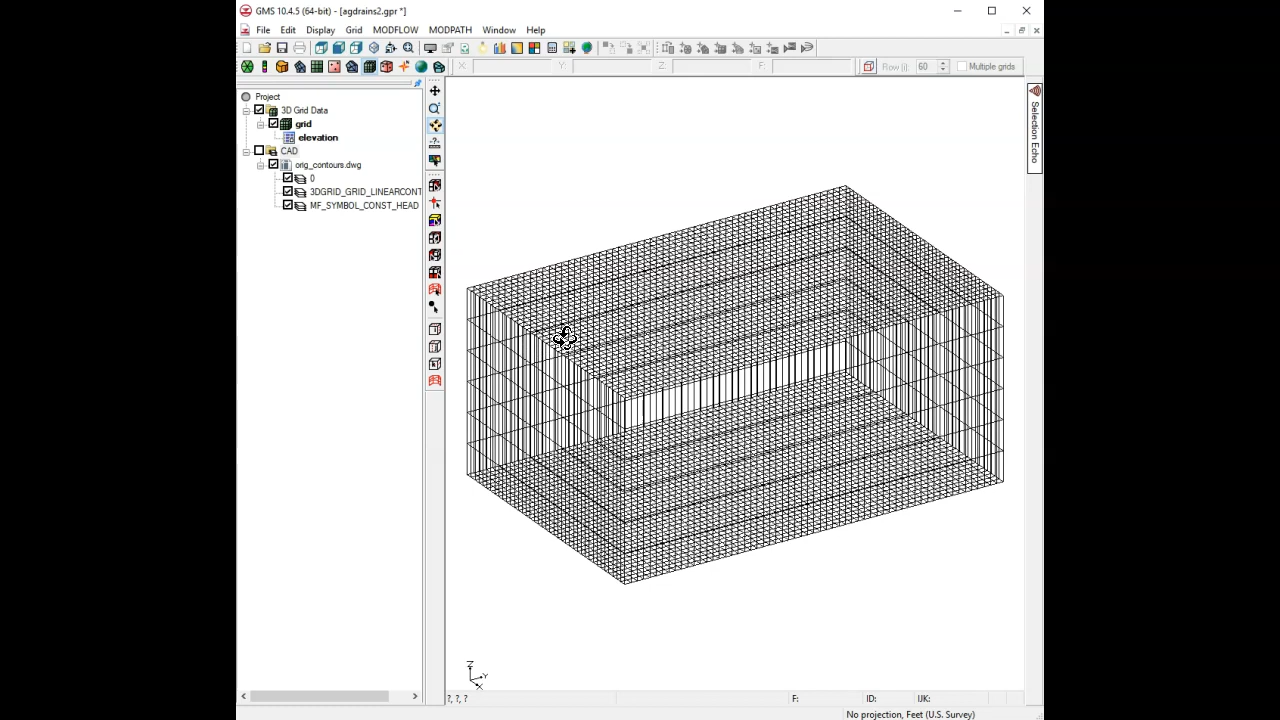 GMS 10.4.5 (64-bit) - [agdrains2.gpr *]
File Edit Display Grid MODFLOW MODPATH Window Help
X: Y: Z: F: Row (i): 60 Multiple grids
Project
3D Grid Data
grid
elevation
CAD
orig_contours.dwg
0
3DGRID_GRID_LINEARCONT
MF_SYMBOL_CONST_HEAD
Selection Echo
Z
Y
X
?, ?, ? F: ID: IJK:
No projection, Feet (U.S. Survey)